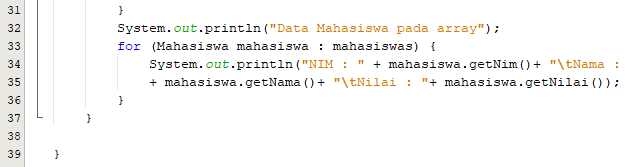 31 }
32 System.out.println("Data Mahasiswa pada array");
33 for (Mahasiswa mahasiswa : mahasiswas) {
34 System.out.println("NIM : " + mahasiswa.getNim()+ "\tNama :
35 + mahasiswa.getNama()+ "\tNilai : "+ mahasiswa.getNilai());
36 }
37 }
38
39 }